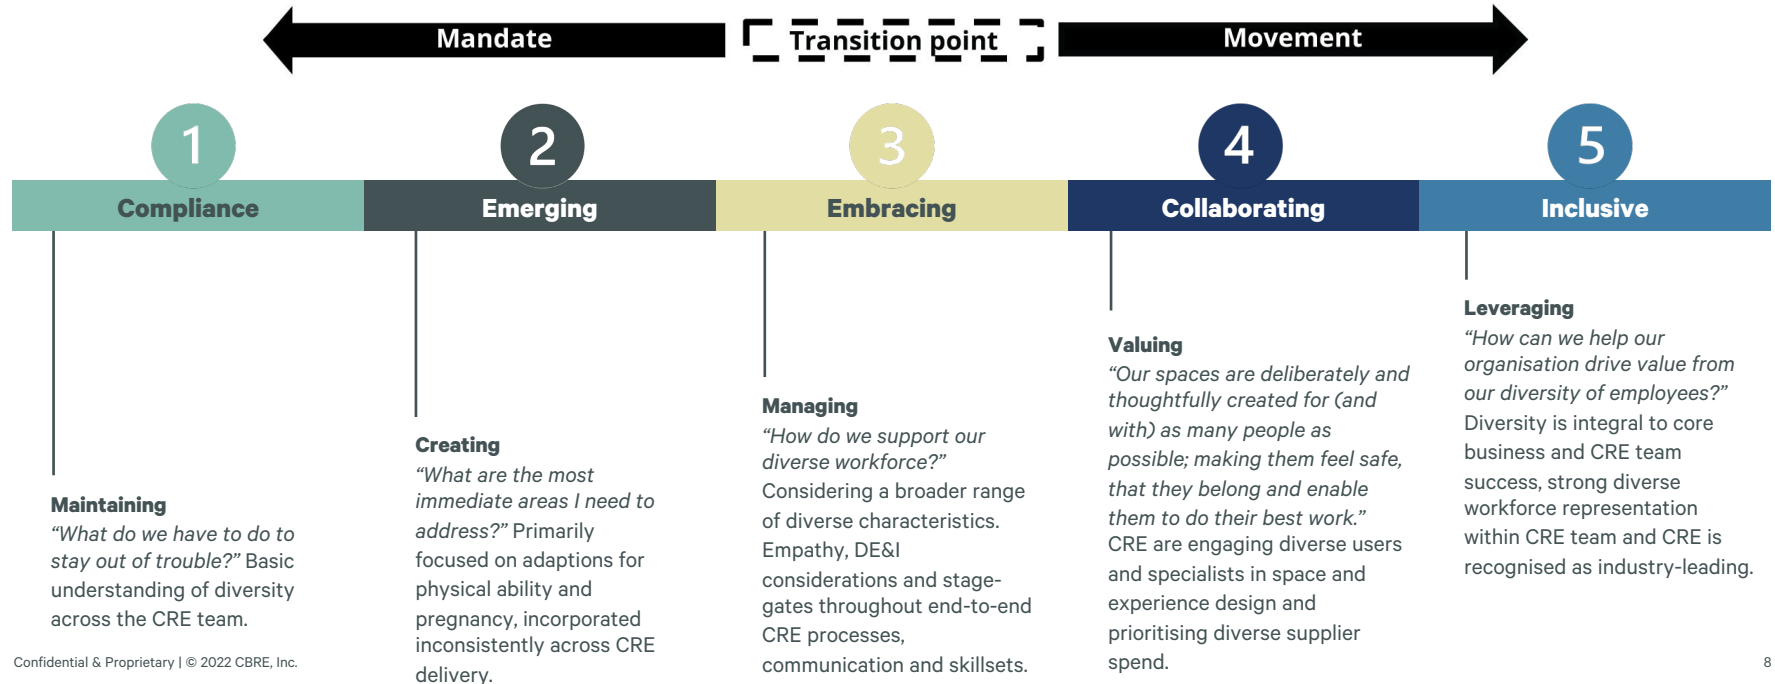 Mandate
Transition point
Movement
1
2
3
4
5
Compliance
Emerging
Embracing
Collaborating
Inclusive
Maintaining
“What do we have to do to
stay out of trouble?” Basic
understanding of diversity
across the CRE team.
Creating
“What are the most
immediate areas I need to
address?” Primarily
focused on adaptions for
physical ability and
pregnancy, incorporated
inconsistently across CRE
delivery.
Managing
“How do we support our
diverse workforce?”
Considering a broader range
of diverse characteristics.
Empathy, DE&I
considerations and stage-
gates throughout end-to-end
CRE processes,
communication and skillsets.
Valuing
“Our spaces are deliberately and
thoughtfully created for (and
with) as many people as
possible; making them feel safe,
that they belong and enable
them to do their best work.”
CRE are engaging diverse users
and specialists in space and
experience design and
prioritising diverse supplier
spend.
Leveraging
“How can we help our
organisation drive value from
our diversity of employees?”
Diversity is integral to core
business and CRE team
success, strong diverse
workforce representation
within CRE team and CRE is
recognised as industry-leading.
Confidential & Proprietary | © 2022 CBRE, Inc.
8